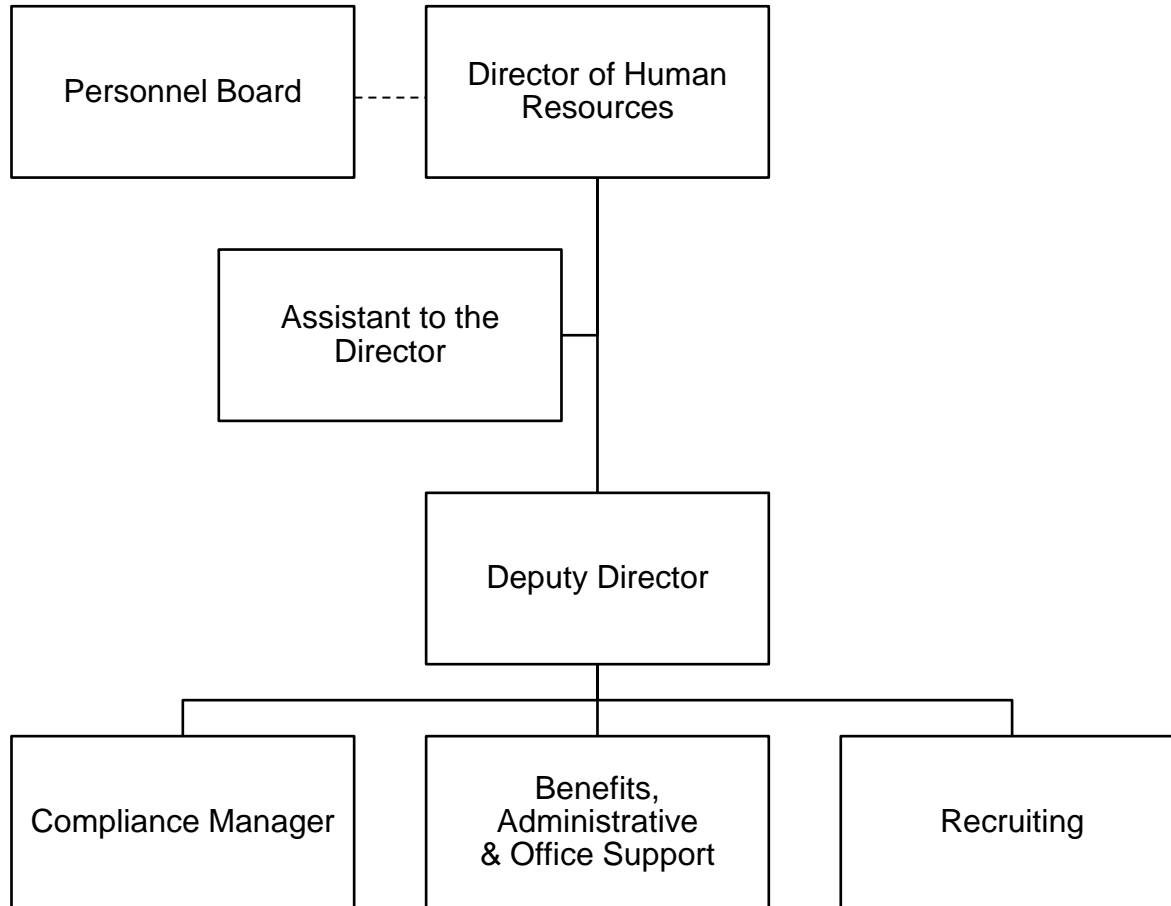 Personnel Board
Director of Human
Resources
Assistant to the
Director
Deputy Director
Compliance Manager
Benefits,
Administrative
& Office Support
Recruiting